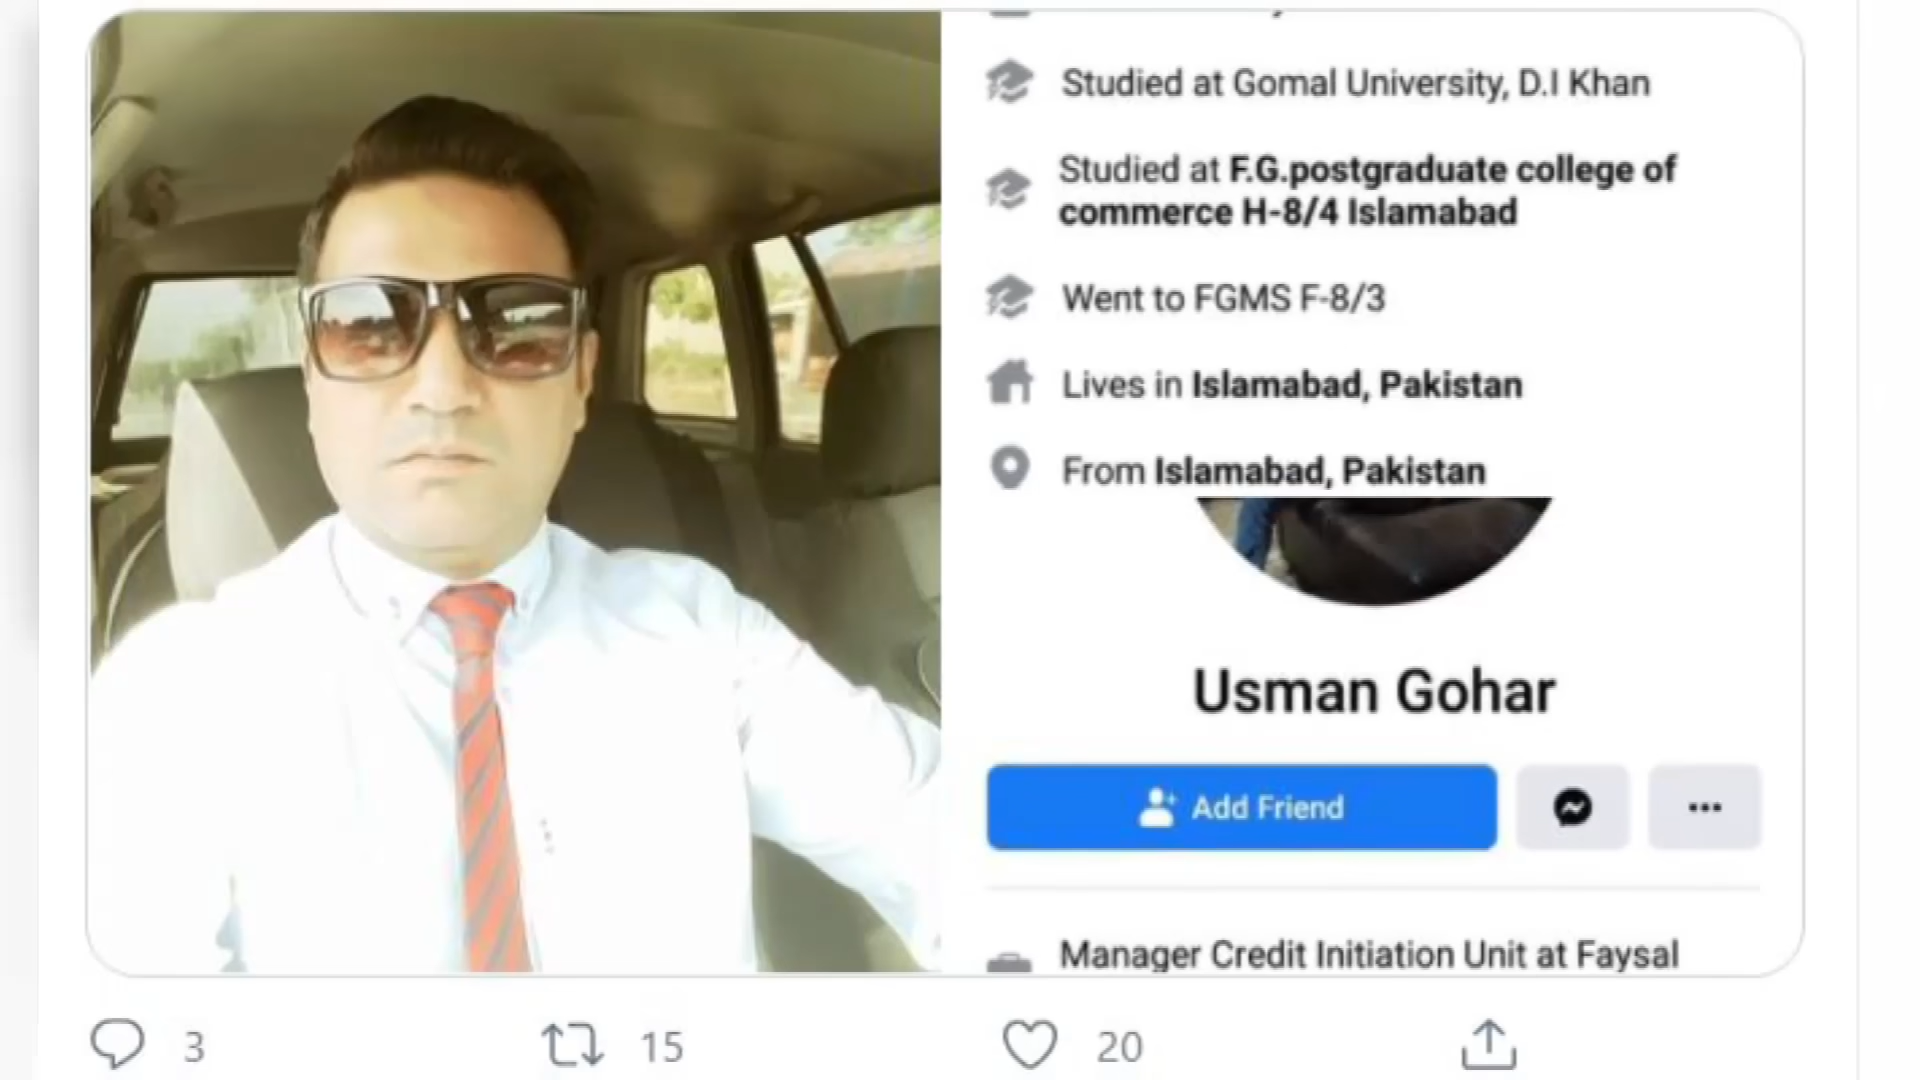 Studied at Gomal University, D.I Khan
Studied at F.G.postgraduate college of
commerce H-8/4 Islamabad
Went to FGMS F-8/3
Lives in Islamabad, Pakistan
From Islamabad, Pakistan
Usman Gohar
Add Friend
Manager Credit Initiation Unit at Faysal
3
15
20